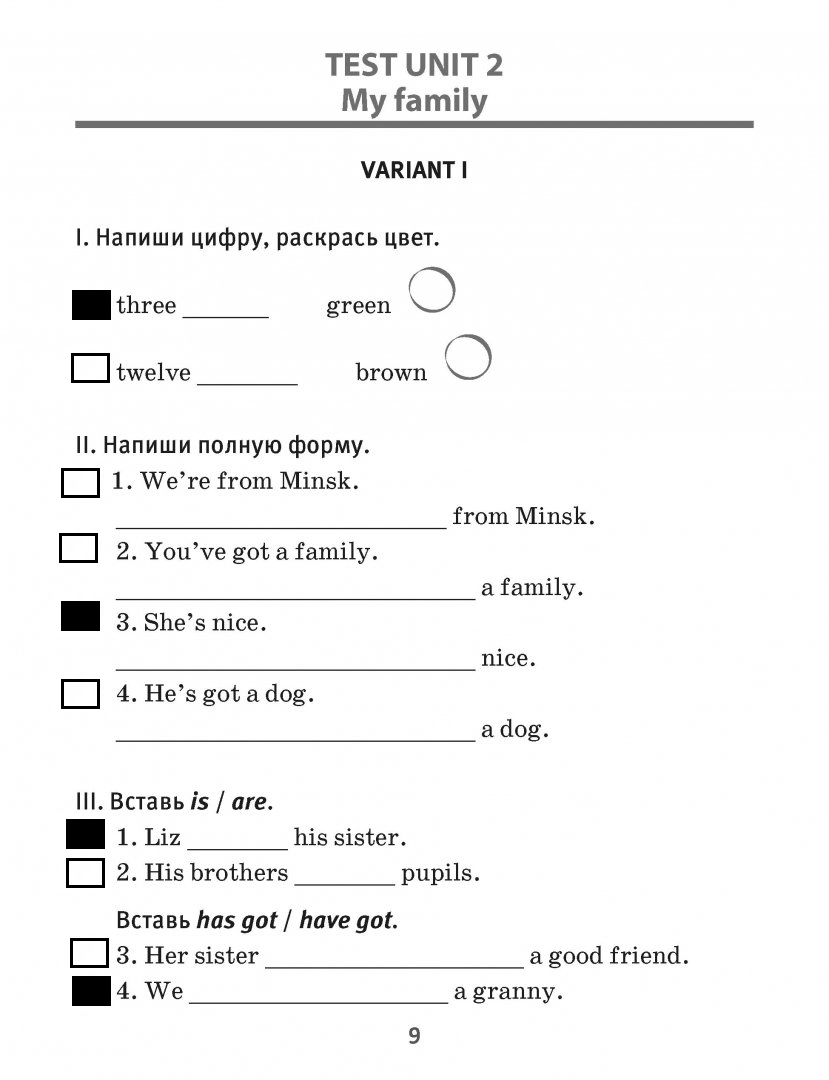 TEST UNIT 2
My family
VARIANT I
I. Напиши цифру, раскрась цвет.
three _______ green
twelve ________ brown
II. Напиши полную форму.
1. We’re from Minsk.
__________________________ from Minsk.
2. You’ve got a family.
____________________________ a family.
3. She’s nice.
____________________________ nice.
4. He’s got a dog.
____________________________ a dog.
III. Вставь is / are.
1. Liz ________ his sister.
2. His brothers ________ pupils.
Вставь has got / have got.
3. Her sister ____________________ a good friend.
4. We ____________________ a granny.
9